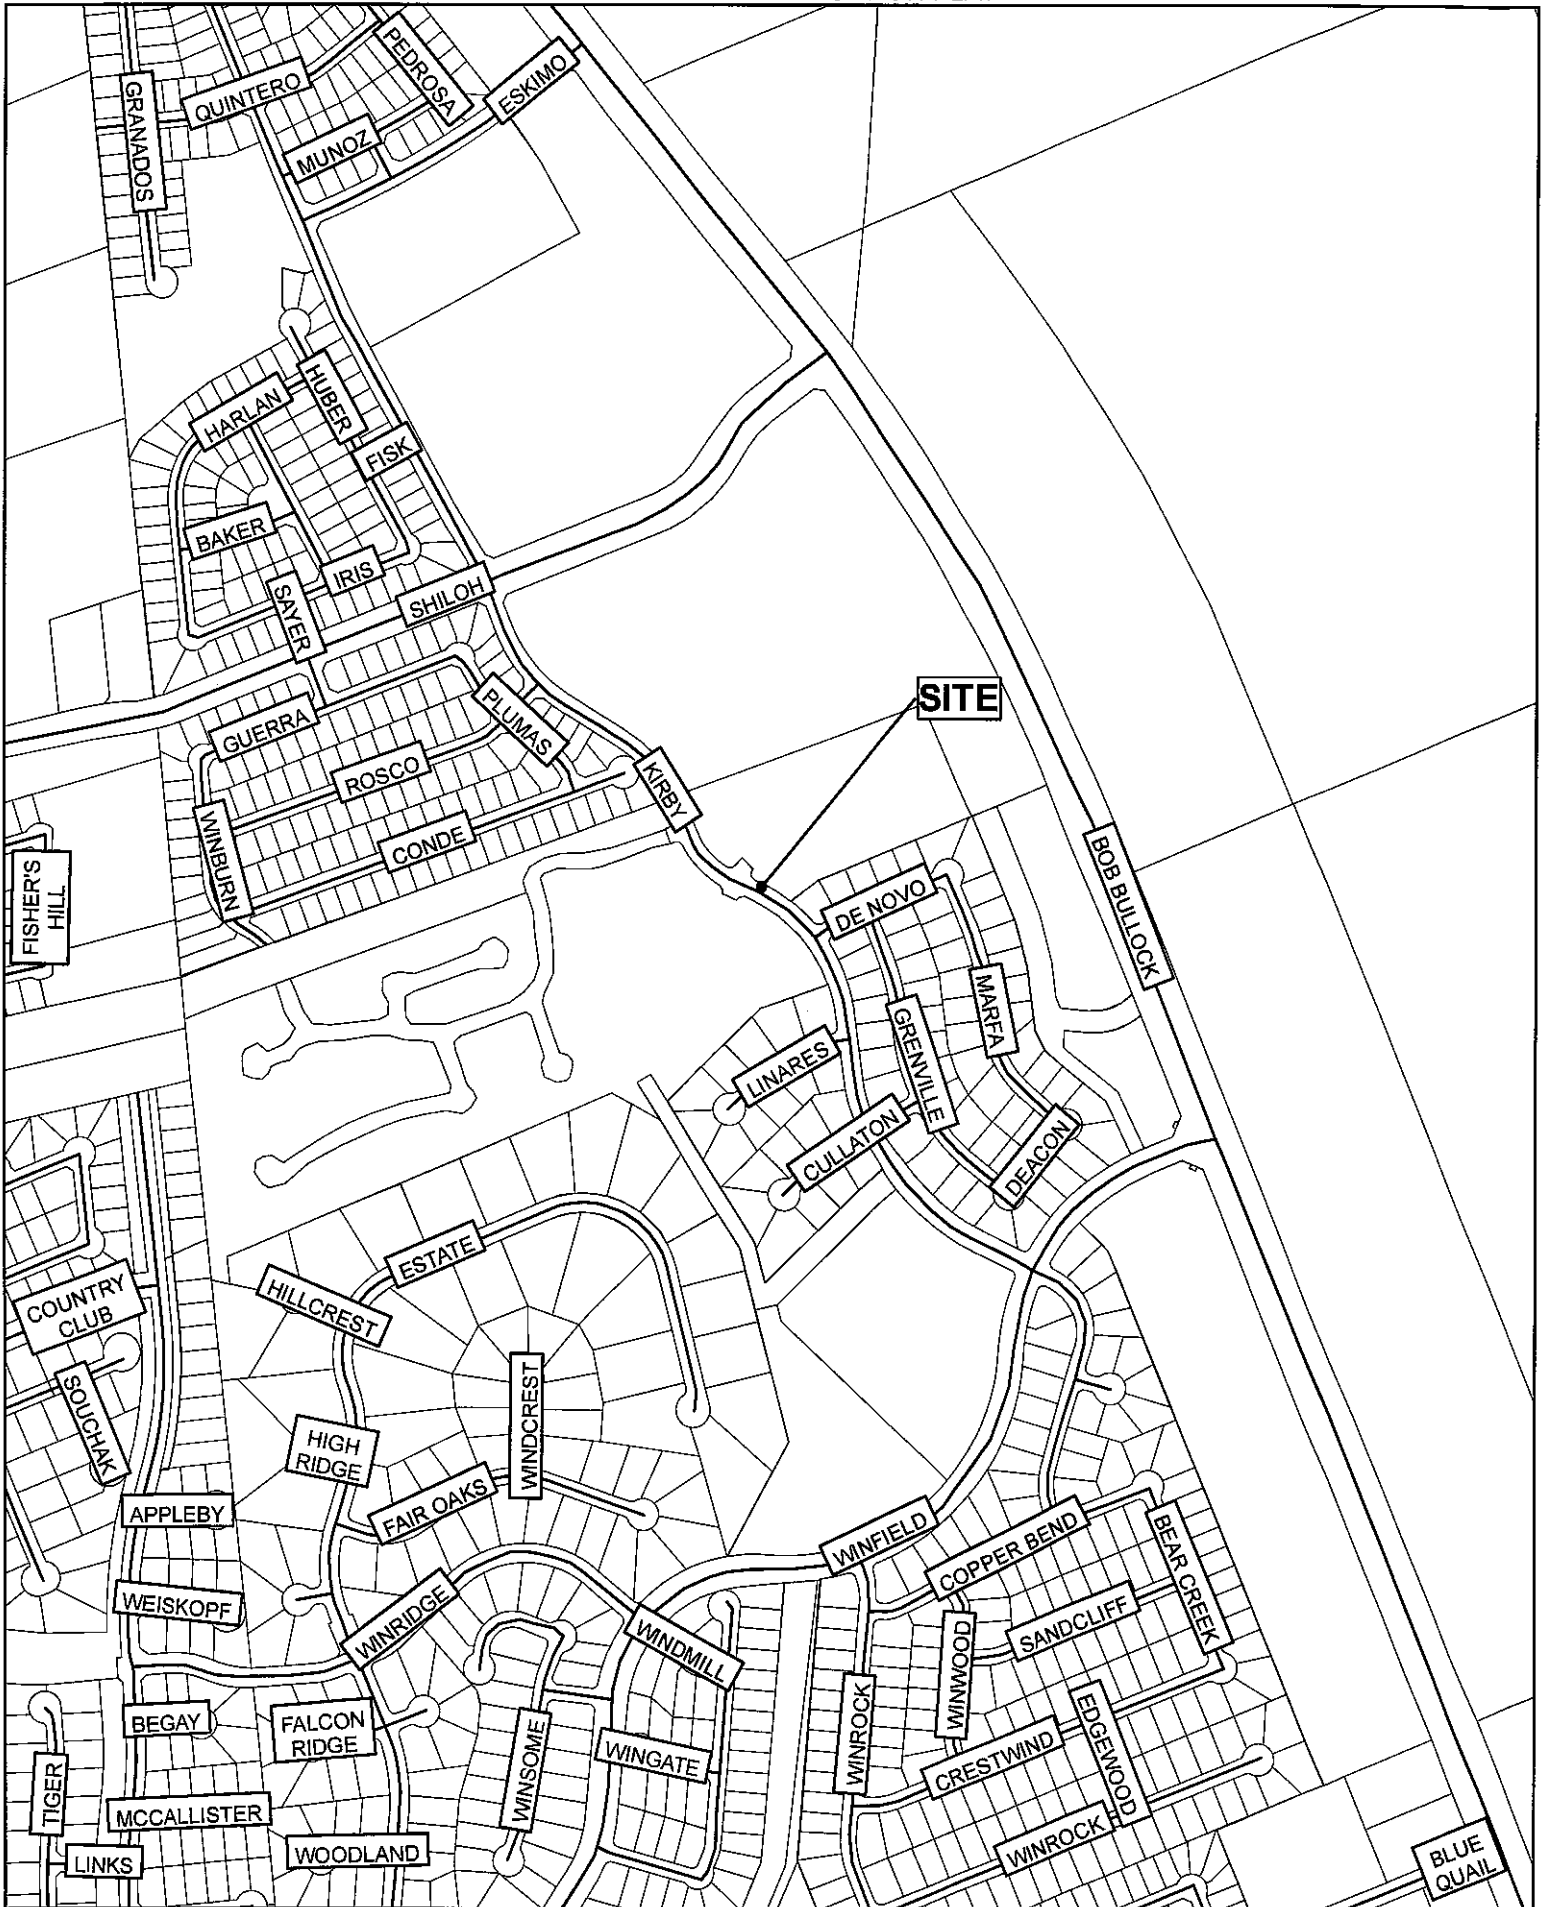 PEDROSA
ESKIMO
QUINTERO
GRANADOS
MUNOZ
HUBER
HARLAN
FISK
BAKER
IRIS
SAYER
SHILOH
SITE
PLUMAS
GUERRA
ROSCO
KIRBY
WINBURN
CONDE
FISHER'S
HILL
DE NOVO
BOB BULLOCK
MARFA
GRENVILLE
LINARES
CULLATON
DEACON
ESTATE
HILLCREST
COUNTRY
CLUB
SOUCHAK
WINDCREST
HIGH
RIDGE
FAIR OAKS
APPLEBY
WINFIELD
COPPER BEND
BEAR CREEK
WEISKOPF
WINRIDGE
SANDCLIFF
WINDMILL
WINWOOD
WINROCK
BEGAY
FALCON
RIDGE
WINSOME
WINGATE
CRESTWIND
EDGEWOOD
TIGER
MCCALLISTER
WINROCK
LINKS
WOODLAND
BLUE
QUAIL